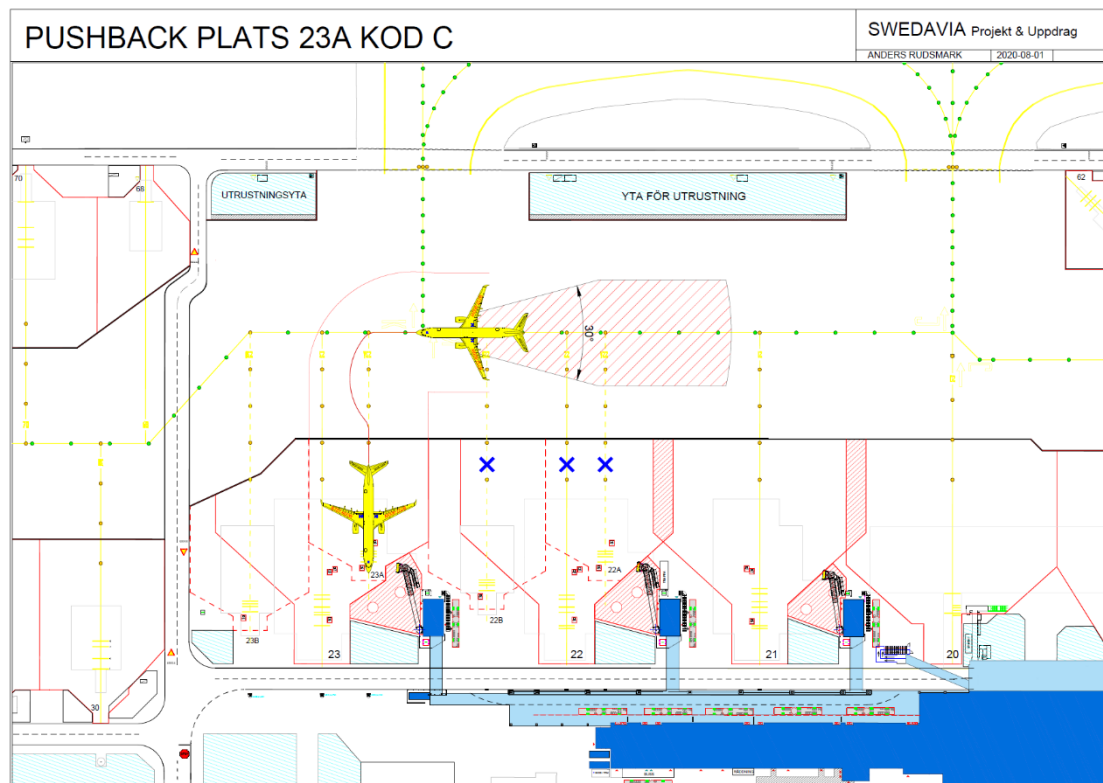 PUSHBACK PLATS 23A KOD C
SWEDAVIA Projekt & Uppdrag
ANDERS RUDSMARK 2020-08-01
70
66
UTRUSTNINGSYTA
YTA FÖR UTRUSTNING
62
30°
23A
22A
22B
23B
23
22
21
20
30